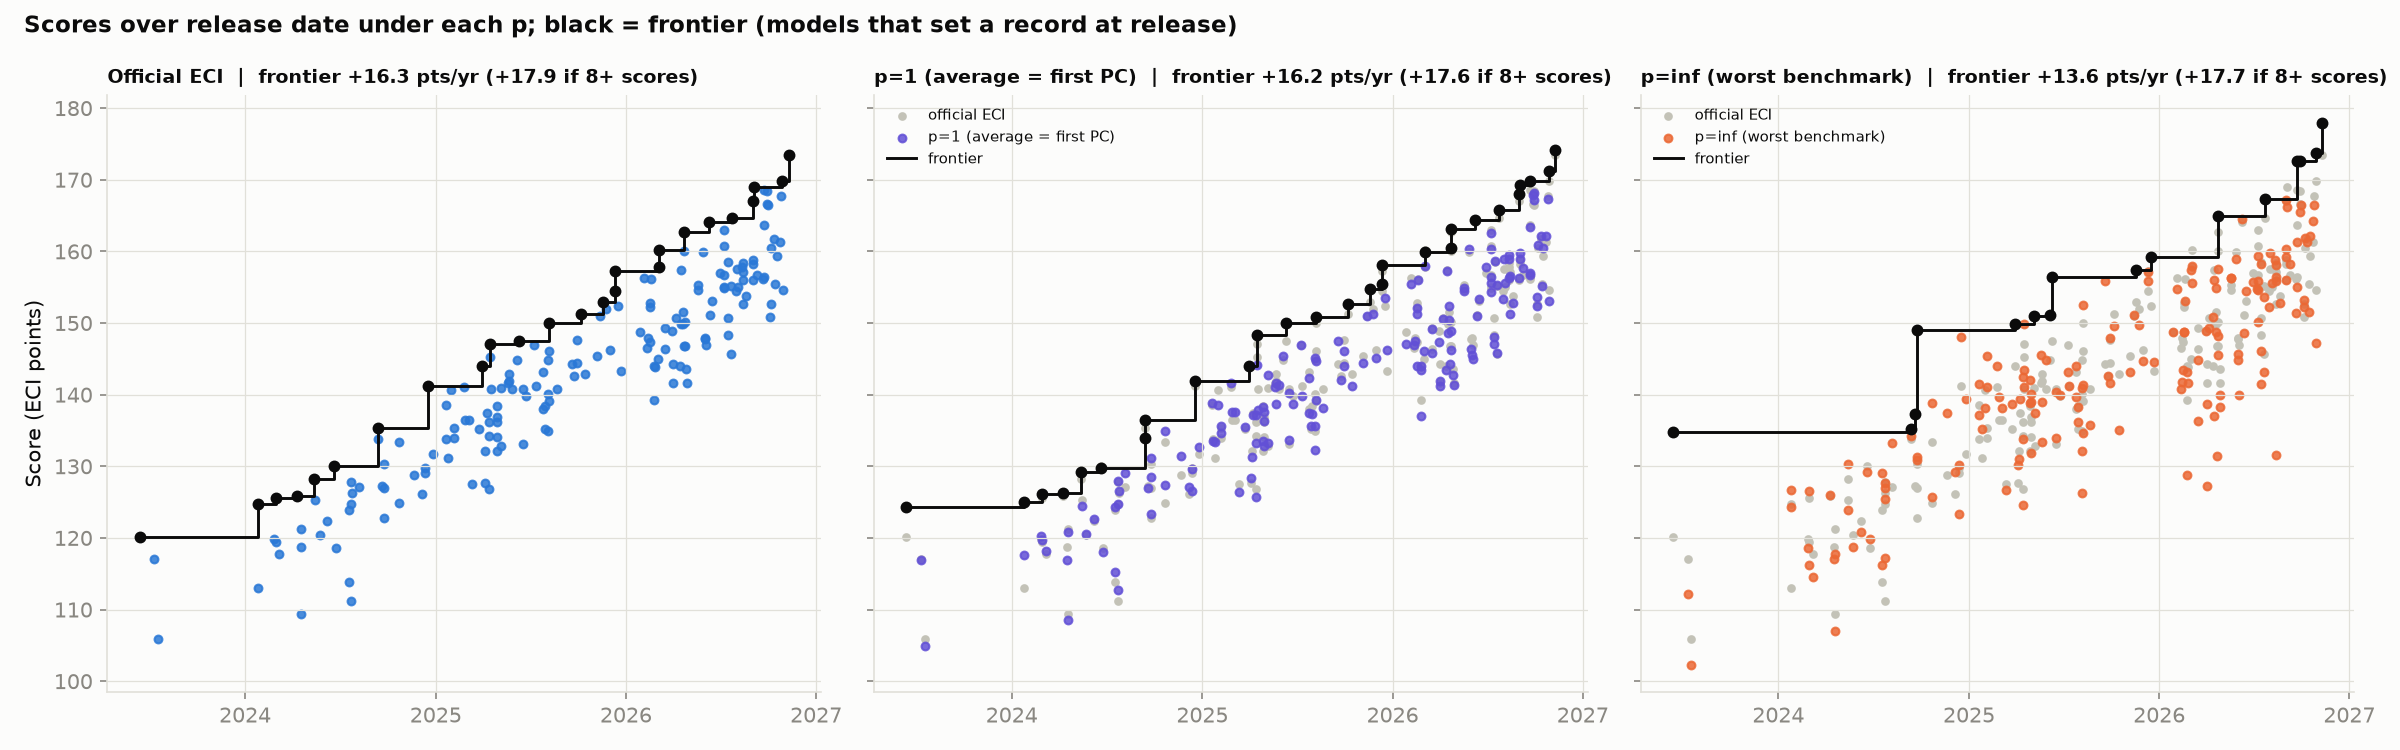 Scores over release date under each p; black = frontier (models that set a record at release)
Official ECI | frontier +16.3 pts/yr (+17.9 if 8+ scores)
p=1 (average = first PC) | frontier +16.2 pts/yr (+17.6 if 8+ scores)
p=inf (worst benchmark) | frontier +13.6 pts/yr (+17.7 if 8+ scores)
Score (ECI points)
180
170
160
150
140
130
120
110
100
2024
2025
2026
2027
official ECI
p=1 (average = first PC)
frontier
2024
2025
2026
2027
official ECI
p=inf (worst benchmark)
frontier
2024
2025
2026
2027